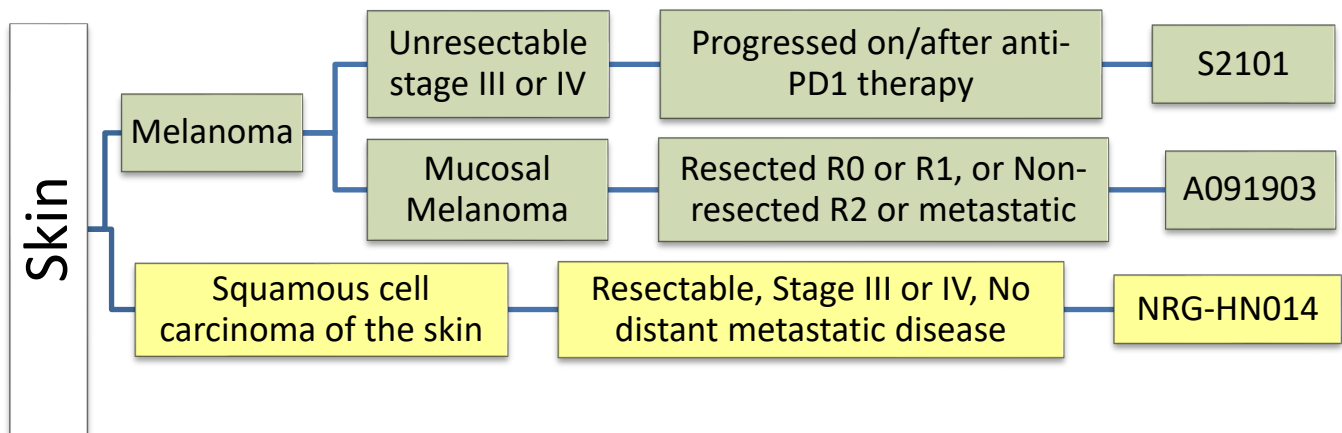 Skin
Melanoma
Unresectable
stage III or IV
Progressed on/after anti-
PD1 therapy
S2101
Mucosal
Melanoma
Resected R0 or R1, or Non-
resected R2 or metastatic
A091903
Squamous cell
carcinoma of the skin
Resectable, Stage III or IV, No
distant metastatic disease
NRG-HN014